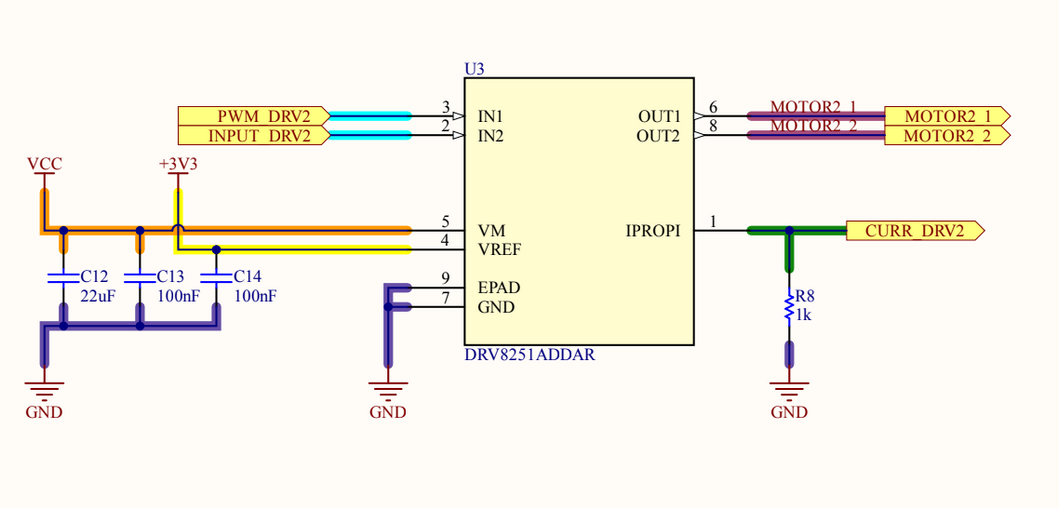 U3
PWM_DRV2
3
IN1
OUT1
6
MOTOR2_1
MOTOR2_1
INPUT_DRV2
2
IN2
OUT2
8
MOTOR2_2
MOTOR2_2
VCC
+3V3
5
VM
IPROPI
1
CURR_DRV2
4
VREF
C12
22uF
C13
100nF
C14
100nF
9
EPAD
7
GND
R8
1k
DRV8251ADDAR
GND
GND
GND